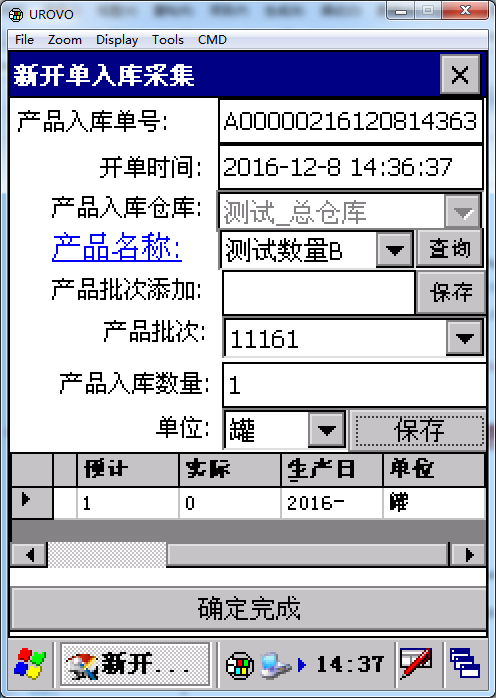 UROVO
File Zoom Display Tools CMD
新开单入库采集
产品入库单号: A00000216120814363
开单时间: 2016-12-8 14:36:37
产品入库仓库: 测试_总仓库
产品名称: 测试数量B 查询
产品批次添加: 保存
产品批次: 11161
产品入库数量: 1
单位: 罐 保存
预计 实际 生产日 单位
1 0 2016- 罐
确定完成
新开... 14:37